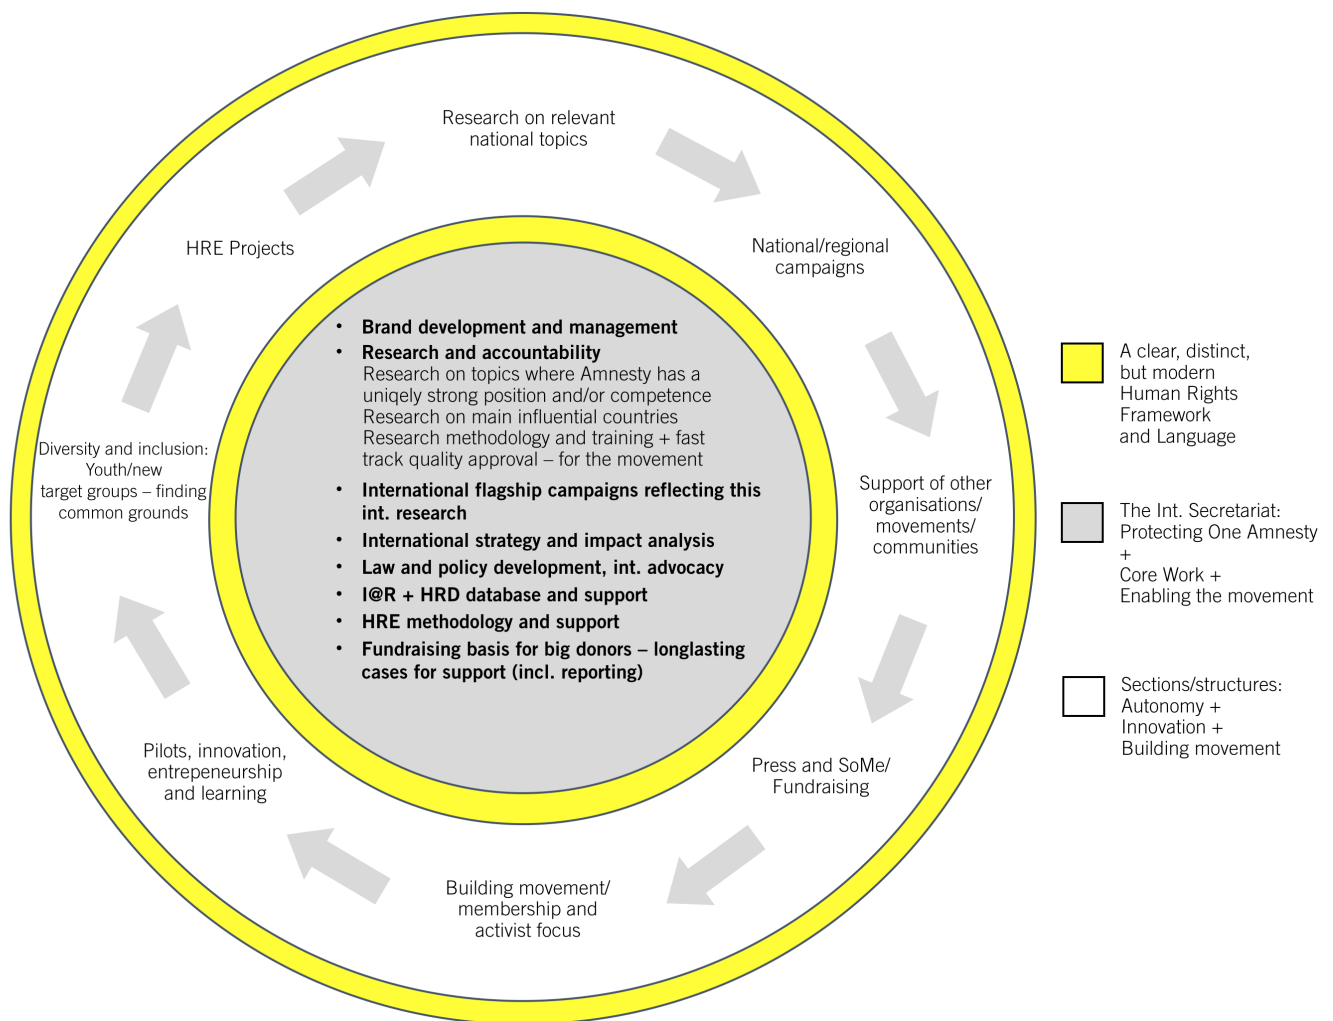 Research on relevant
national topics
National/regional
campaigns
Support of other
organisations/
movements/
communities
Press and SoMe/
Fundraising
Building movement/
membership and
activist focus
Pilots, innovation,
entrepeneurship
and learning
Diversity and inclusion:
Youth/new
target groups – finding
common grounds
HRE Projects
• Brand development and management
• Research and accountability
Research on topics where Amnesty has a
uniqely strong position and/or competence
Research on main influential countries
Research methodology and training + fast
track quality approval – for the movement
• International flagship campaigns reflecting this
int. research
• International strategy and impact analysis
• Law and policy development, int. advocacy
• I@R + HRD database and support
• HRE methodology and support
• Fundraising basis for big donors – longlasting
cases for support (incl. reporting)
A clear, distinct,
but modern
Human Rights
Framework
and Language
The Int. Secretariat:
Protecting One Amnesty
+
Core Work +
Enabling the movement
Sections/structures:
Autonomy +
Innovation +
Building movement